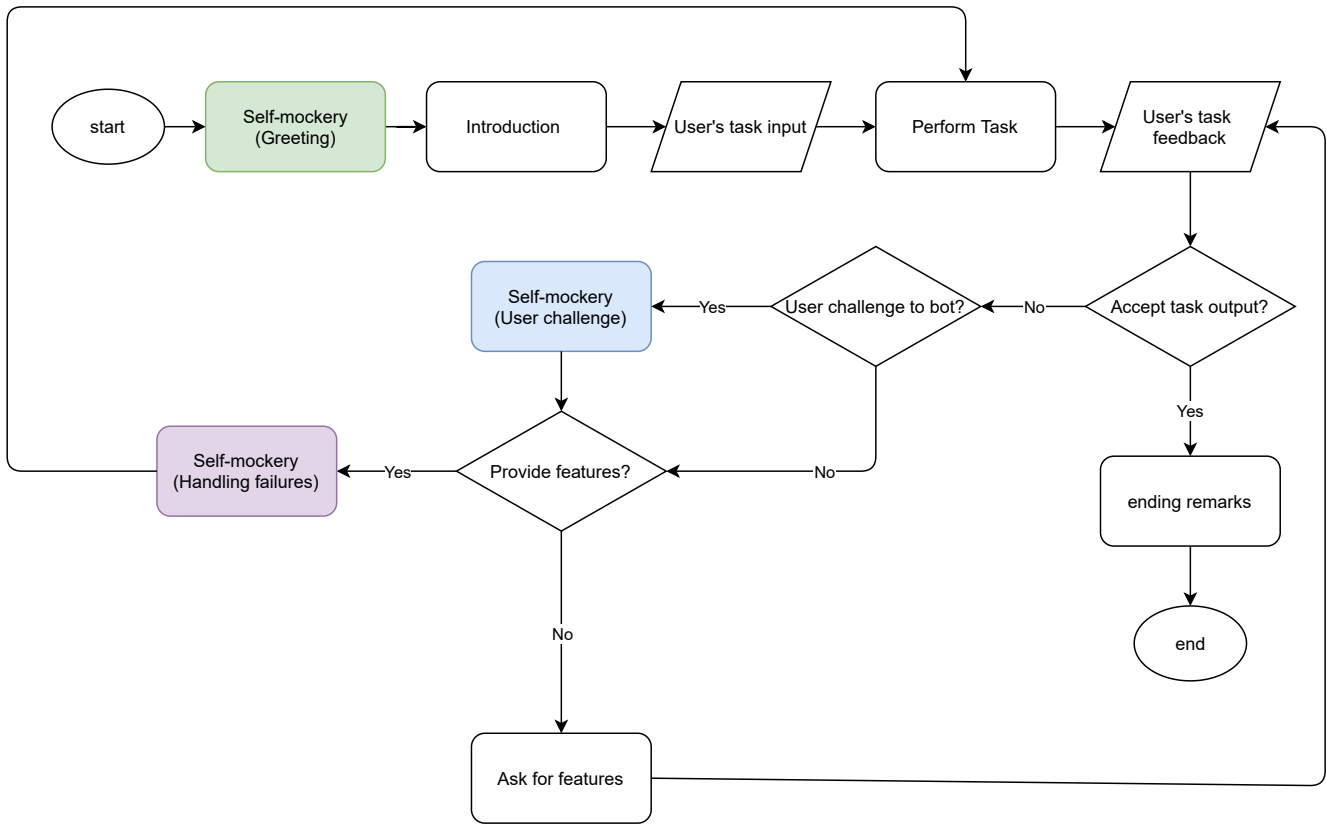 start
Self-mockery
(Greeting)
Introduction
User's task input
Perform Task
User's task
feedback
Self-mockery
(User challenge)
Yes
User challenge to bot?
No
Accept task output?
Yes
Self-mockery
(Handling failures)
Yes
Provide features?
No
ending remarks
No
end
Ask for features